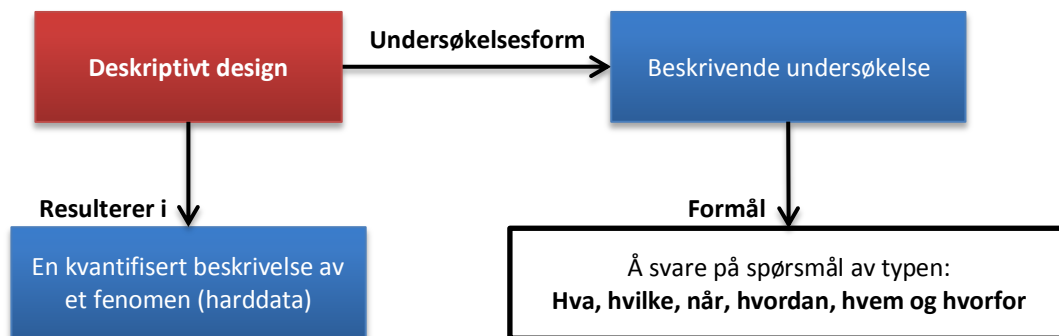 Undersøkelsesform
Deskriptivt design
Beskrivende undersøkelse
Resulterer i
Formål
En kvantifisert beskrivelse av
et fenomen (harddata)
Å svare på spørsmål av typen:
Hva, hvilke, når, hvordan, hvem og hvorfor